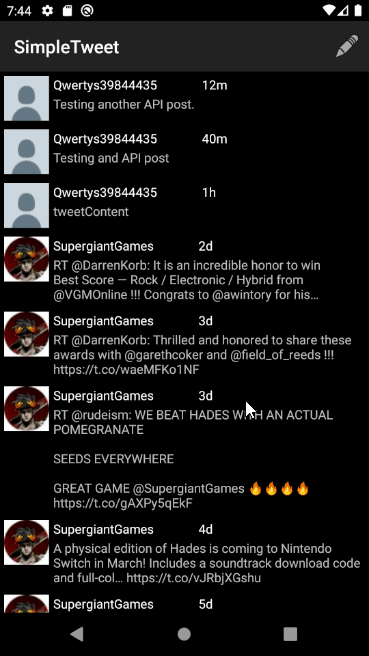 7:44
SimpleTweet
Qwertys39844435 12m
Testing another API post.
Qwertys39844435 40m
Testing and API post
Qwertys39844435 1h
tweetContent
SupergiantGames 2d
RT @DarrenKorb: It is an incredible honor to win
Best Score — Rock / Electronic / Hybrid from
@VGMOnline !!! Congrats to @awintory for his…
SupergiantGames 3d
RT @DarrenKorb: Thrilled and honored to share these
awards with @garethcoker and @field_of_reeds !!!
https://t.co/waeMFKo1NF
SupergiantGames 3d
RT @rudeism: WE BEAT HADES WITH AN ACTUAL
POMEGRANATE
SEEDS EVERYWHERE
GREAT GAME @SupergiantGames 🔥🔥🔥🔥
https://t.co/gAXPy5qEkF
SupergiantGames 4d
A physical edition of Hades is coming to Nintendo
Switch in March! Includes a soundtrack download code
and full-col… https://t.co/vJRbjXGshu
SupergiantGames 5d